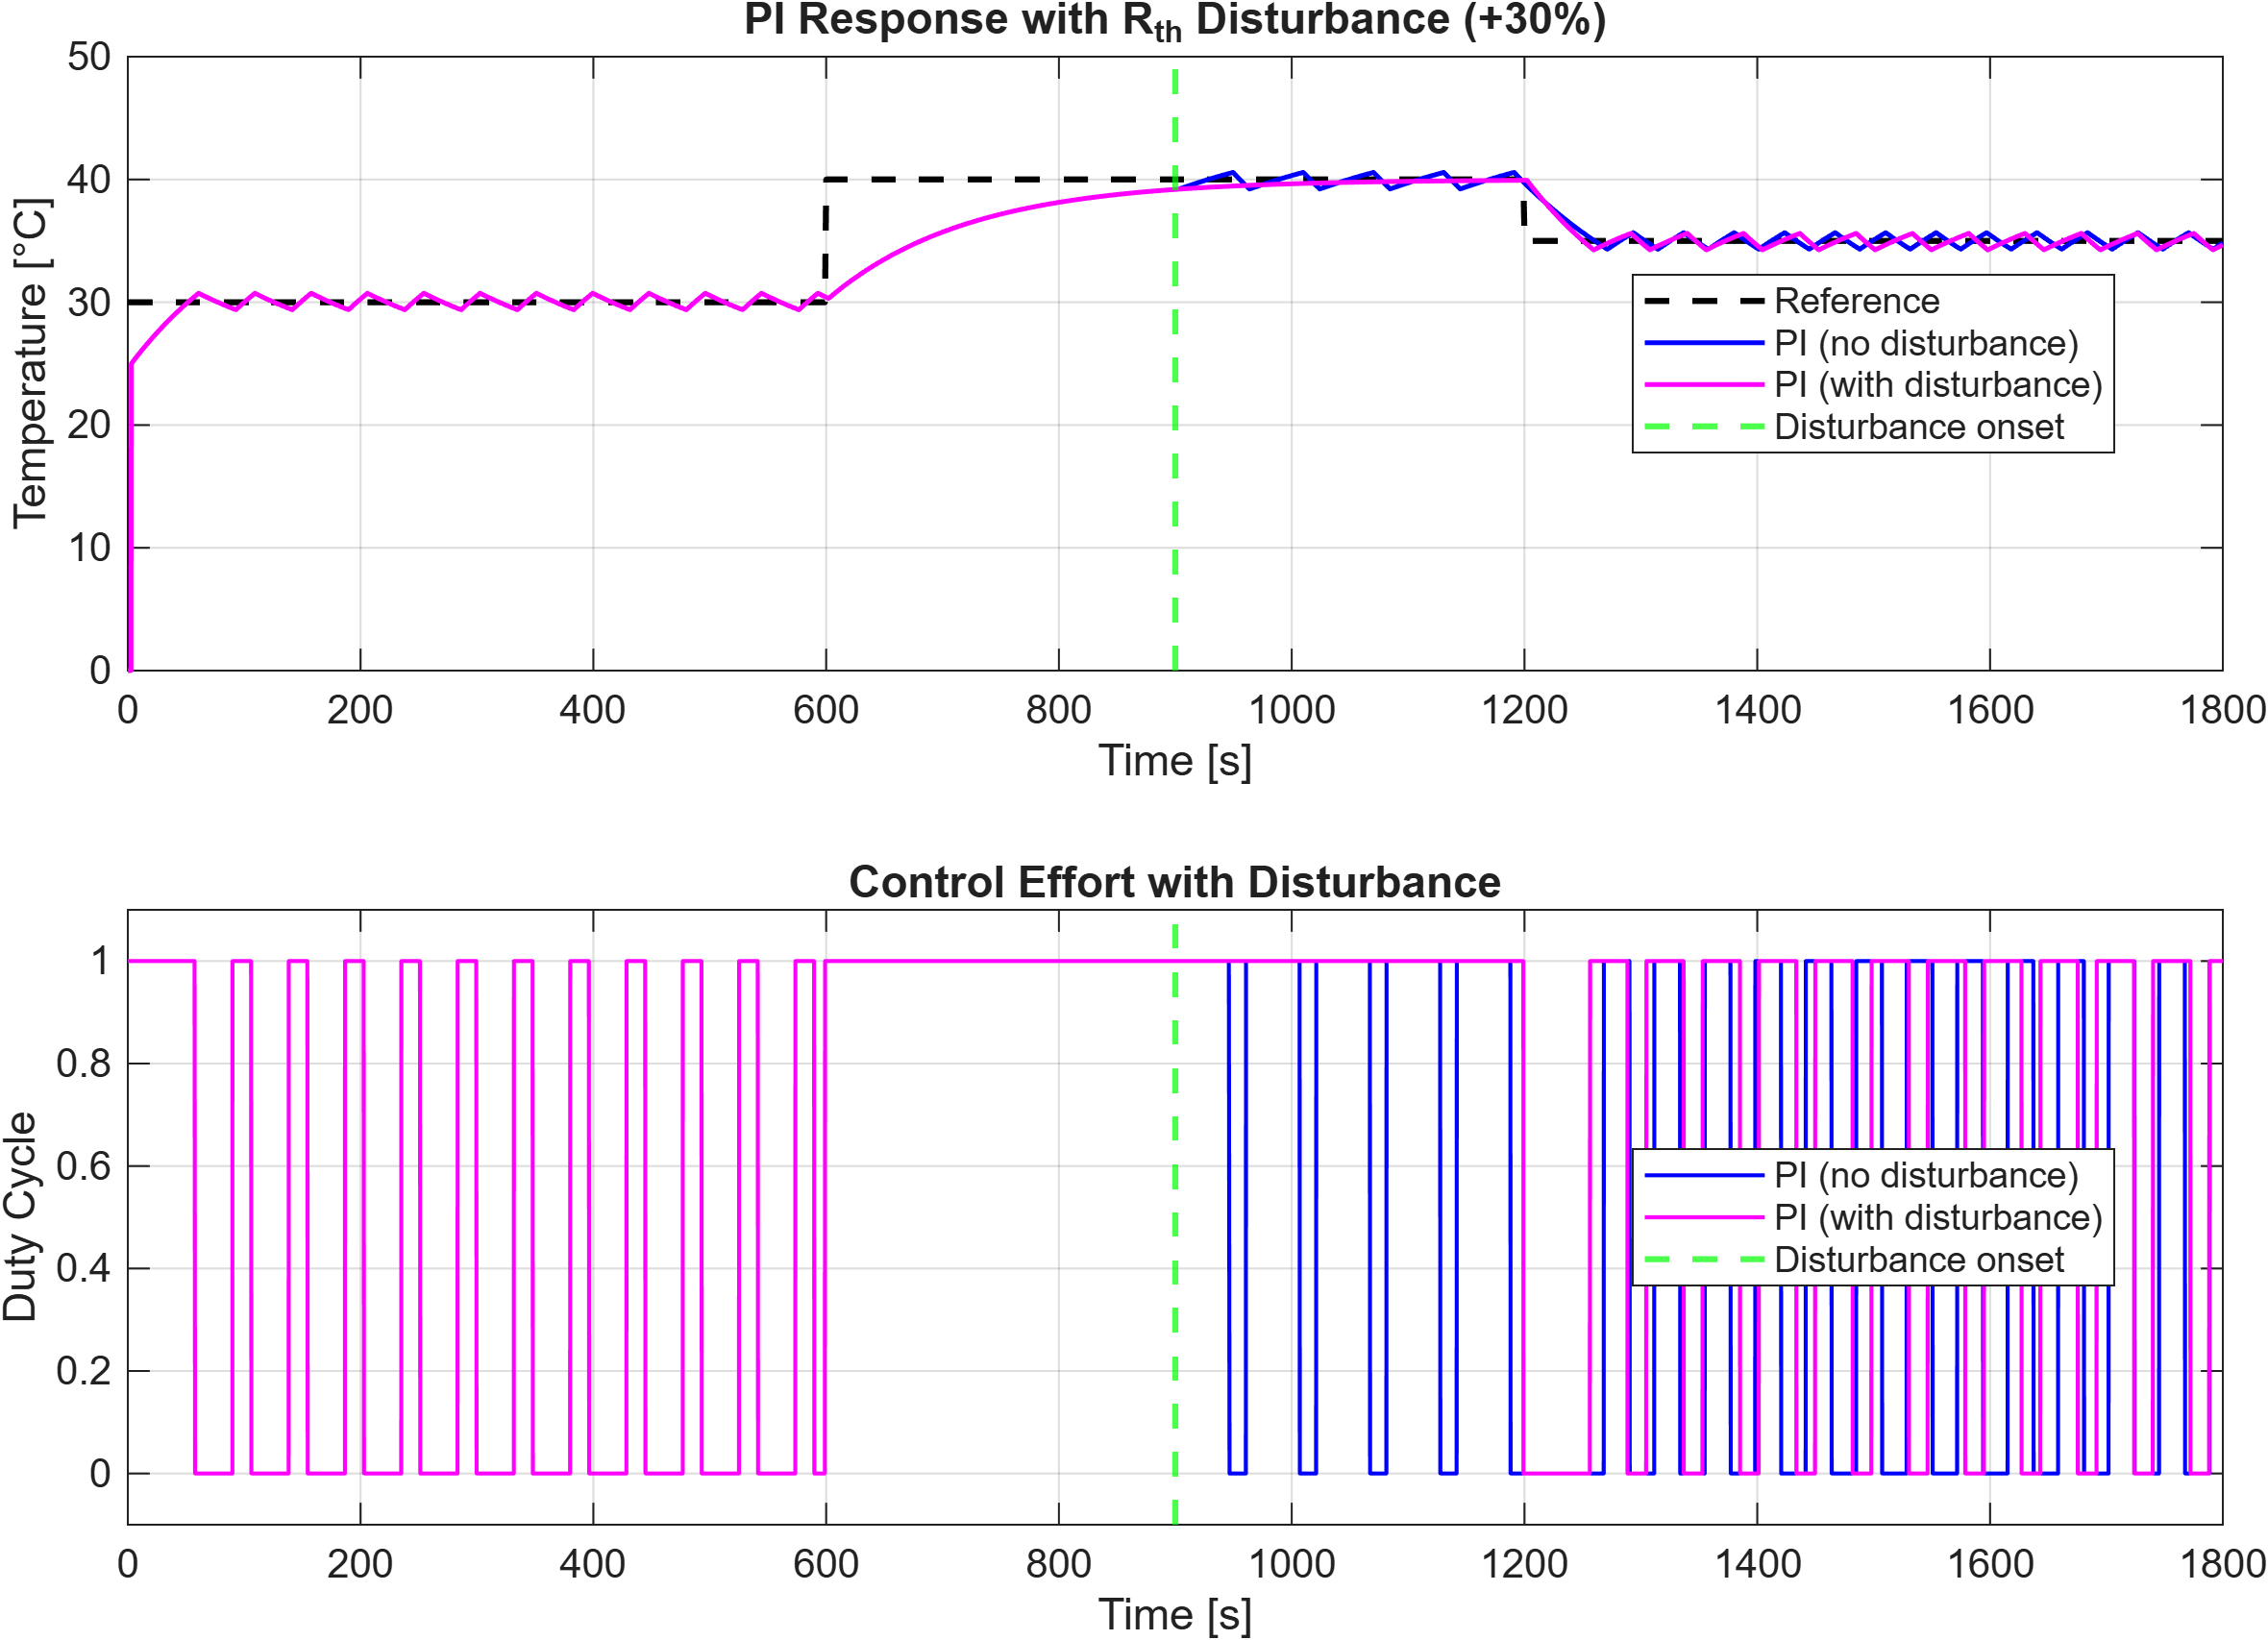 PI Response with Rth Disturbance (+30%)
50
40
30
20
10
0
Temperature [°C]
Reference
PI (no disturbance)
PI (with disturbance)
Disturbance onset
0 200 400 600 800 1000 1200 1400 1600 1800
Time [s]
Control Effort with Disturbance
1
0.8
0.6
0.4
0.2
0
Duty Cycle
PI (no disturbance)
PI (with disturbance)
Disturbance onset
0 200 400 600 800 1000 1200 1400 1600 1800
Time [s]